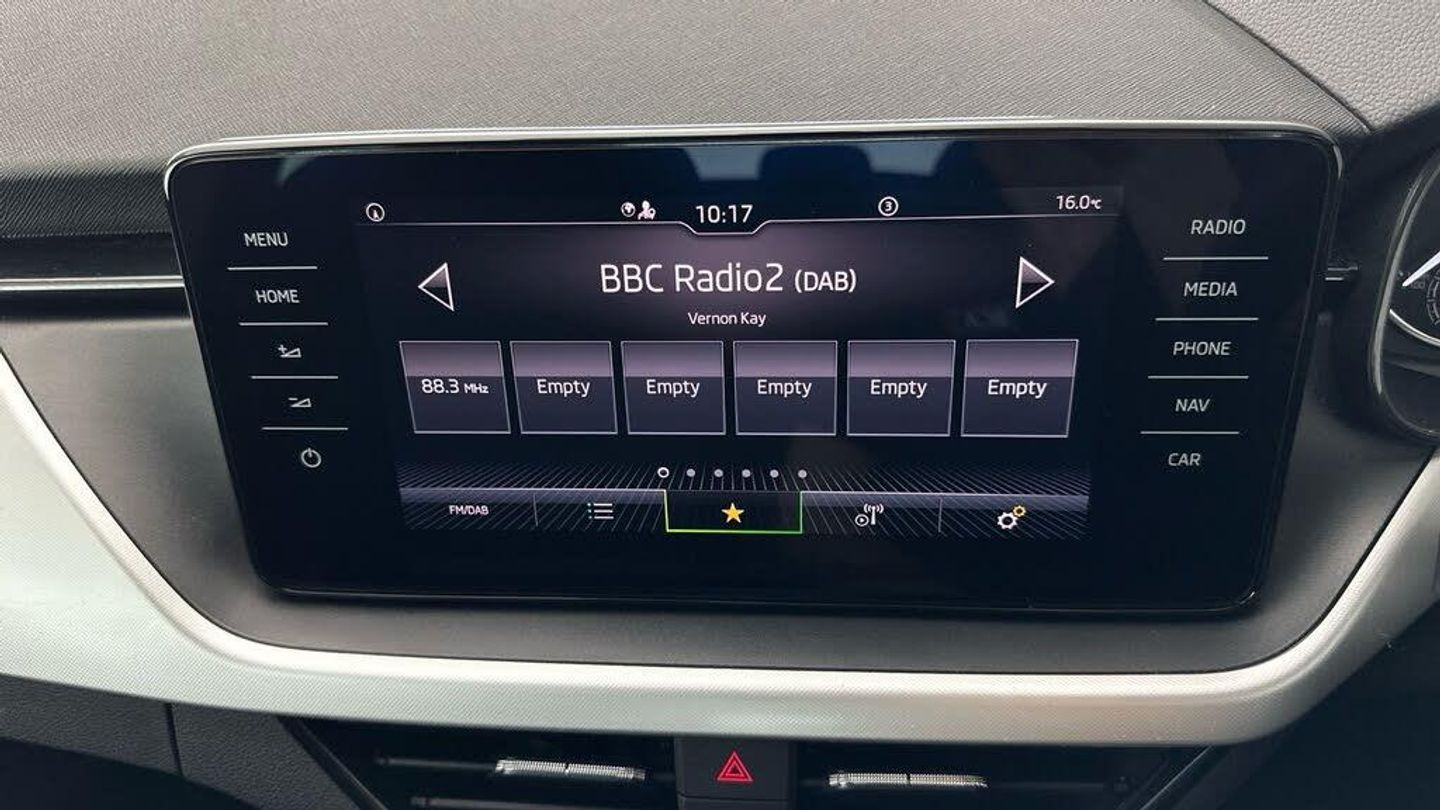 MENU
HOME
10:17
3
16.0°C
BBC Radio2 (DAB)
Vernon Kay
88.3 MHz
Empty
Empty
Empty
Empty
Empty
FM/DAB
RADIO
MEDIA
PHONE
NAV
CAR